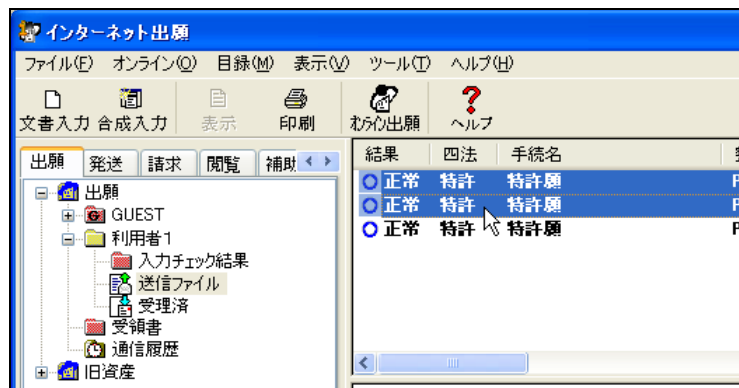 インターネット出願
ファイル(F) オンライン(O) 目録(M) 表示(V) ツール(T) ヘルプ(H)
文書入力 合成入力 表示 印刷 オンライン出願 ヘルプ
出願 発送 請求 閲覧 補助
結果 四法 手続名
出願
GUEST
利用者1
入力チェック結果
送信ファイル
受理済
受領書
通信履歴
旧資産
正常 特許 特許願
正常 特許 特許願
正常 特許 特許願